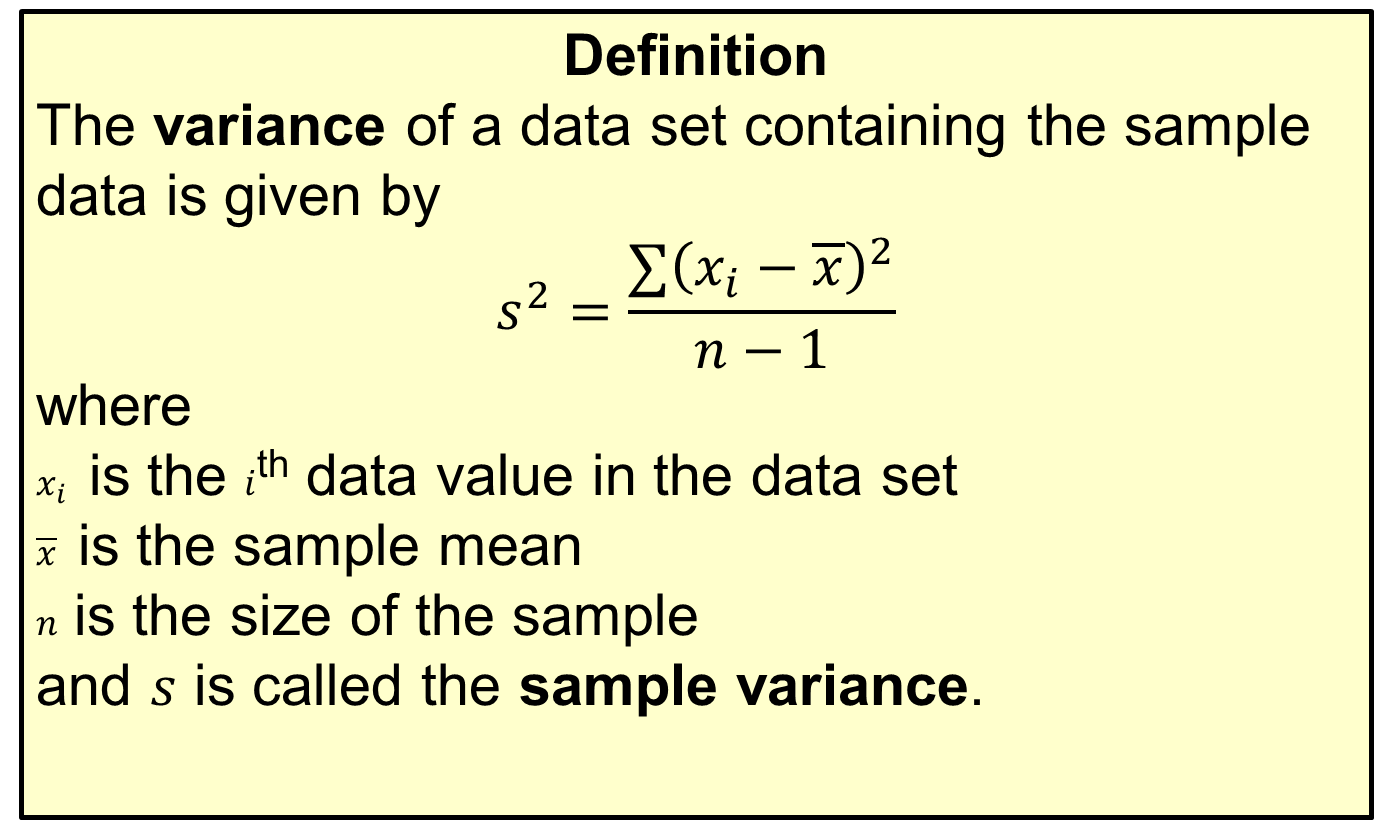 Definition
The variance of a data set containing the sample
data is given by
s² = ∑(xᵢ − x̅)² / (n − 1)
where
xᵢ is the iᵗʰ data value in the data set
x̅ is the sample mean
n is the size of the sample
and s is called the sample variance.